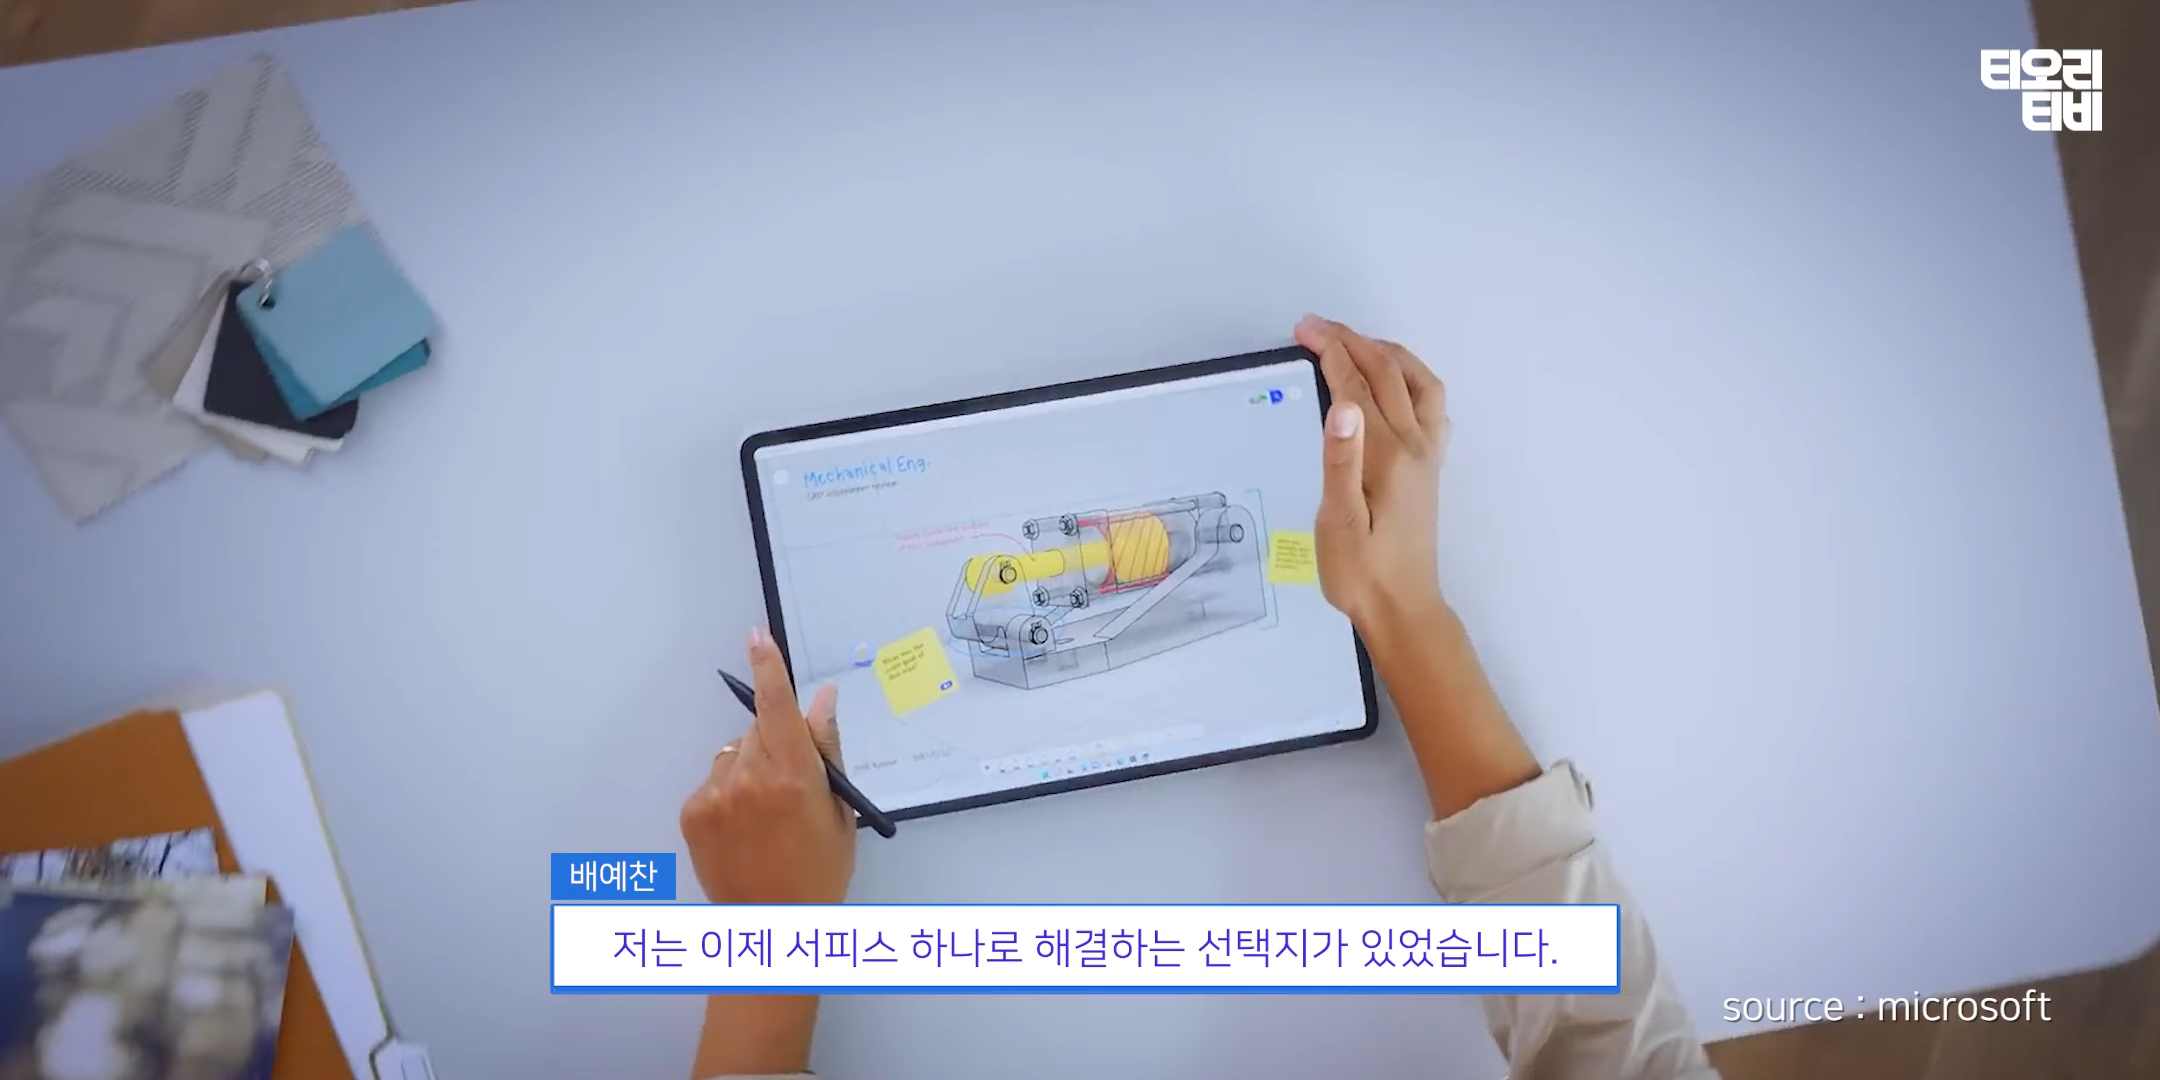 티오리
티비
Mechanical Eng.
배예찬
저는 이제 서피스 하나로 해결하는 선택지가 있었습니다.
source : microsoft